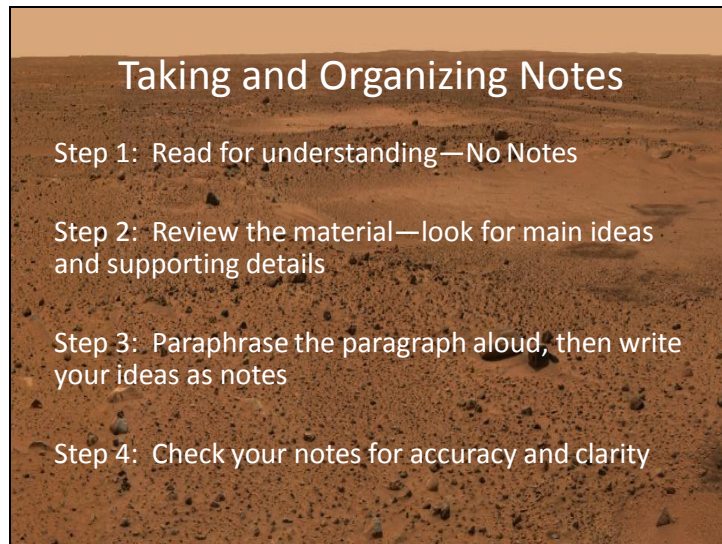 Taking and Organizing Notes
Step 1:  Read for understanding—No Notes
Step 2:  Review the material—look for main ideas
and supporting details
Step 3:  Paraphrase the paragraph aloud, then write
your ideas as notes
Step 4:  Check your notes for accuracy and clarity